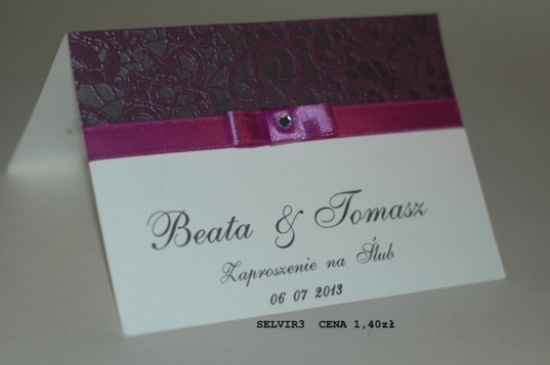 Beata & Tomasz
Zaproszenie na Ślub
06 07 2013
SELVIR3 CENA 1,40zł